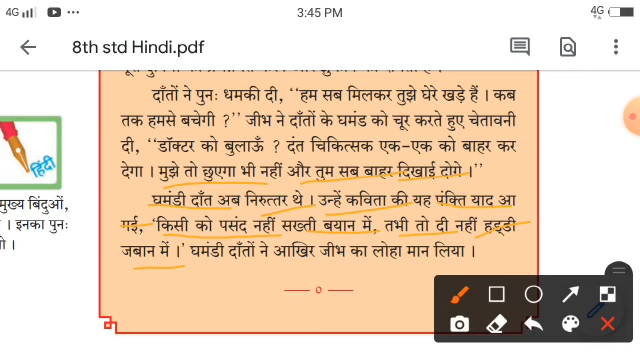 4G 3:45 PM 4G
8th std Hindi.pdf
दाँतों ने पुनः धमकी दी, ‘‘हम सब मिलकर तुझे घेरे खड़े हैं । कब
तक हमसे बचेगी ?’’ जीभ ने दाँतों के घमंड को चूर करते हुए चेतावनी
दी, ‘‘डॉक्टर को बुलाऊँ ? दंत चिकित्सक एक-एक को बाहर कर
देगा । मुझे तो छुएगा भी नहीं और तुम सब बाहर दिखाई दोगे ।’’
घमंडी दाँत अब निरुत्तर थे । उन्हें कविता की यह पंक्ति याद आ
गई, ‘किसी को पसंद नहीं सख्ती बयान में, तभी तो दी नहीं हड्डी
जबान में ।’ घमंडी दाँतों ने आखिर जीभ का लोहा मान लिया ।
हिंदी
मुख्य बिंदुओं,
। इनका पुनः